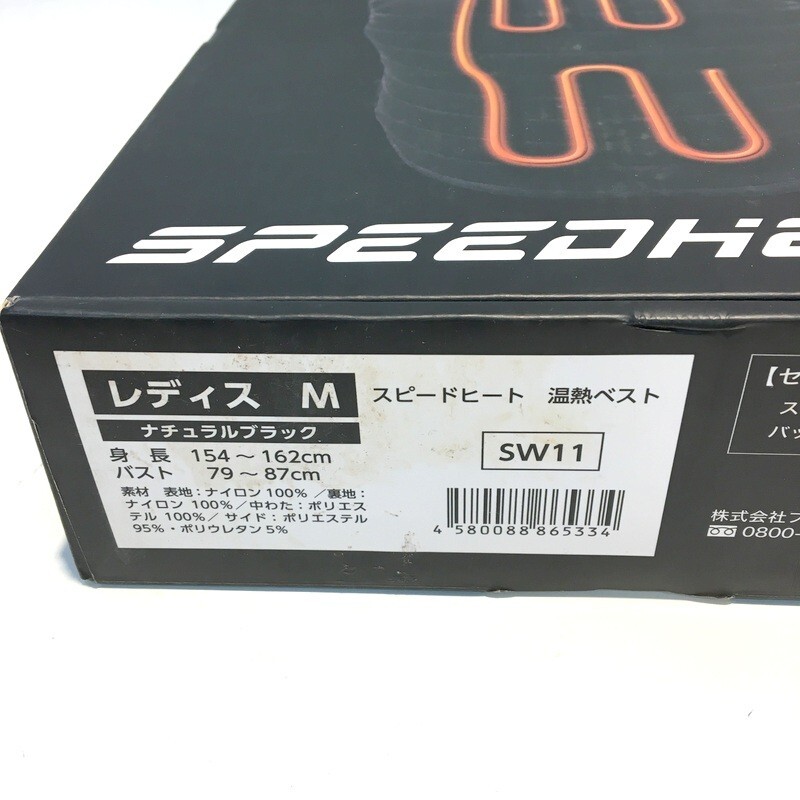 SPEEDHE
レディス M
ナチュラルブラック
身 長 154～162cm
バスト 79～87cm
素材 表地:ナイロン100%／裏地:
ナイロン100%／中わた:ポリエス
テル100%／サイド:ポリエステル
95%・ポリウレタン5%
スピードヒート 温熱ベスト
SW11
4 580088 865334
【セ
ス
バッ
株式会社フ
0800-